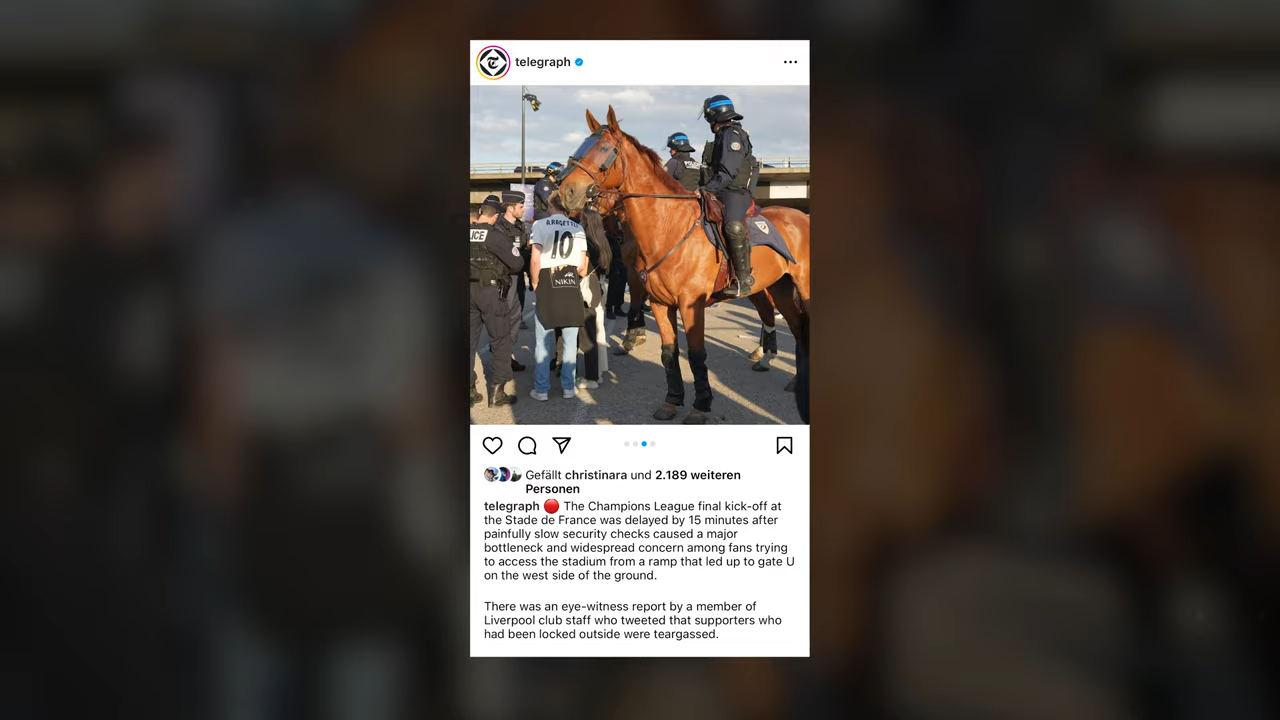 telegraph
LICE
10
NIKIN
Gefällt christinara und 2.189 weiteren
Personen
telegraph 🔴 The Champions League final kick-off at
the Stade de France was delayed by 15 minutes after
painfully slow security checks caused a major
bottleneck and widespread concern among fans trying
to access the stadium from a ramp that led up to gate U
on the west side of the ground.
There was an eye-witness report by a member of
Liverpool club staff who tweeted that supporters who
had been locked outside were teargassed.